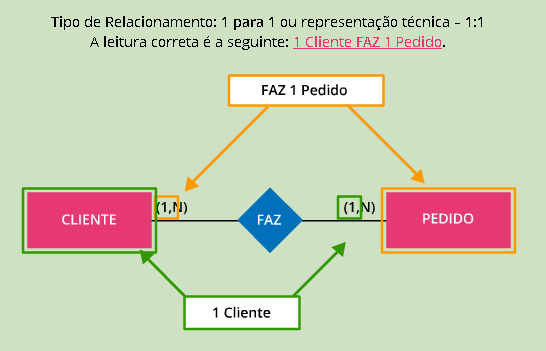 Tipo de Relacionamento: 1 para 1 ou representação técnica – 1:1
A leitura correta é a seguinte: 1 Cliente FAZ 1 Pedido.
FAZ 1 Pedido
CLIENTE
(1,N)
FAZ
(1,N)
PEDIDO
1 Cliente